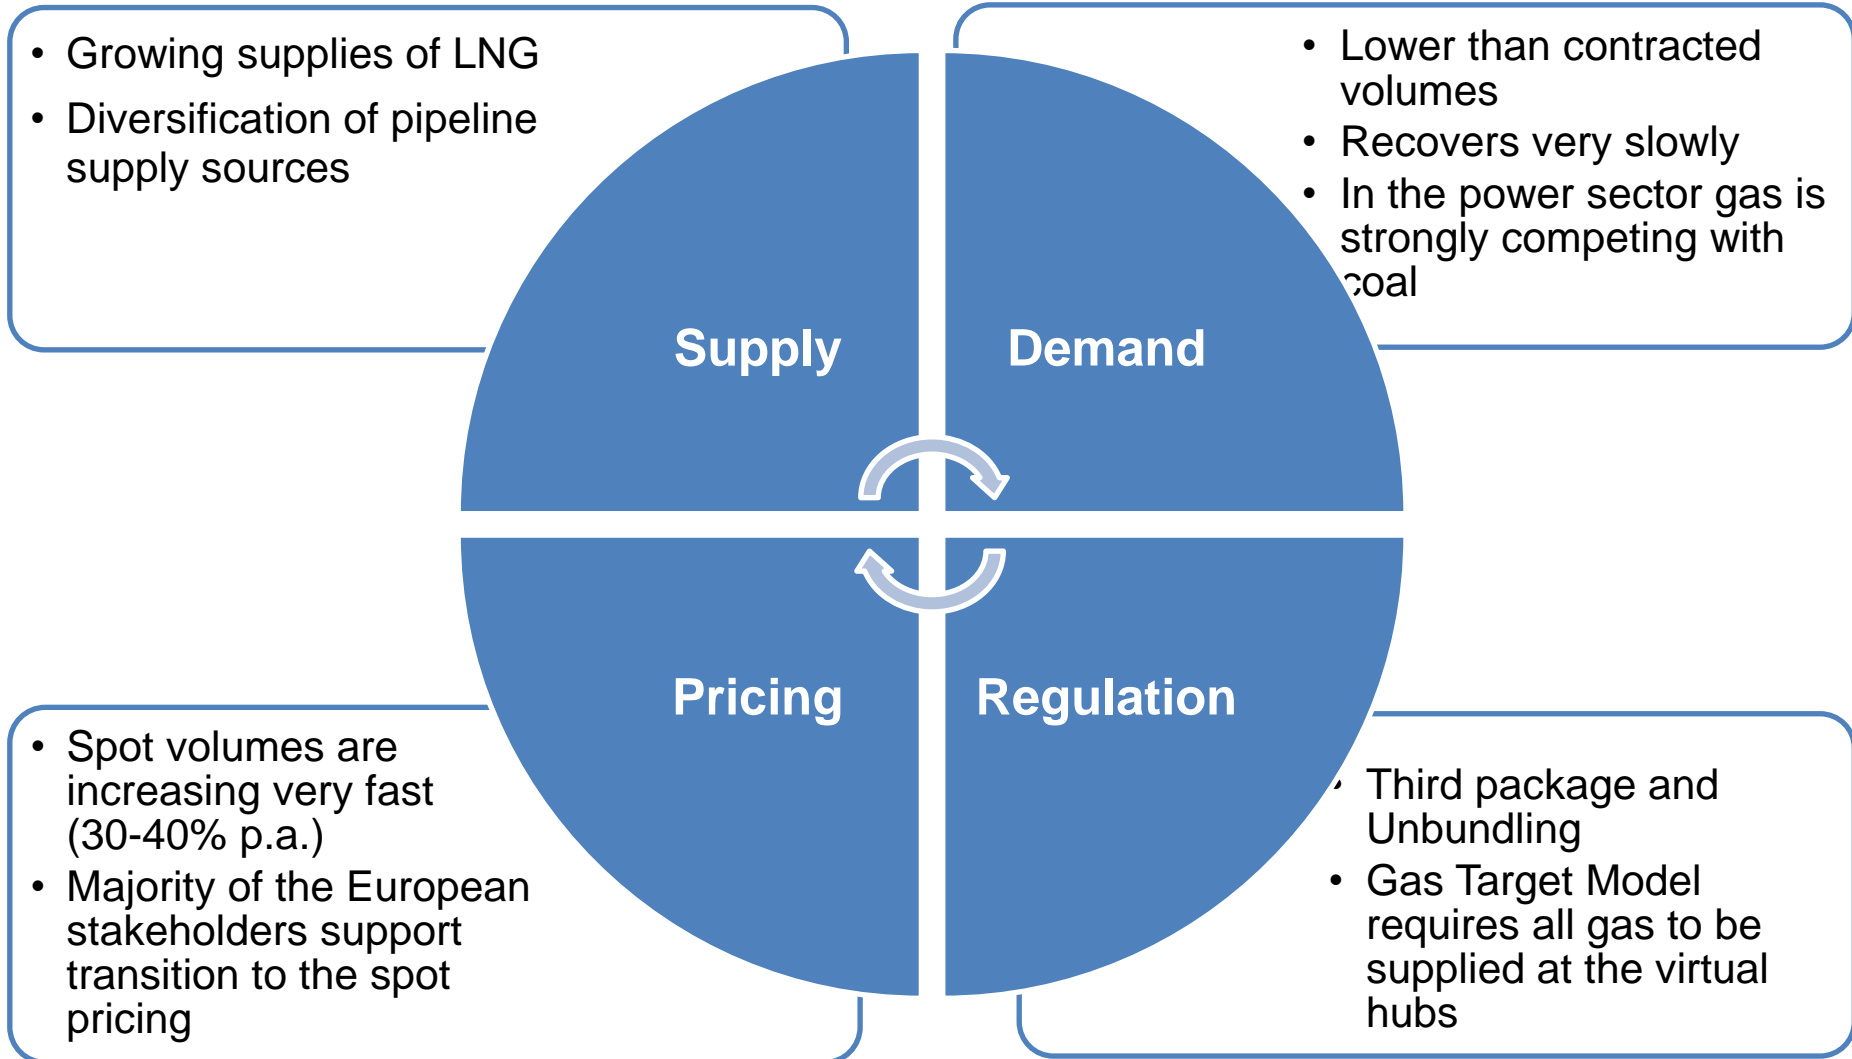 • Growing supplies of LNG
• Diversification of pipeline
supply sources
• Lower than contracted
volumes
• Recovers very slowly
• In the power sector gas is
strongly competing with
coal
Supply
Demand
Pricing
Regulation
• Spot volumes are
increasing very fast
(30-40% p.a.)
• Majority of the European
stakeholders support
transition to the spot
pricing
• Third package and
Unbundling
• Gas Target Model
requires all gas to be
supplied at the virtual
hubs